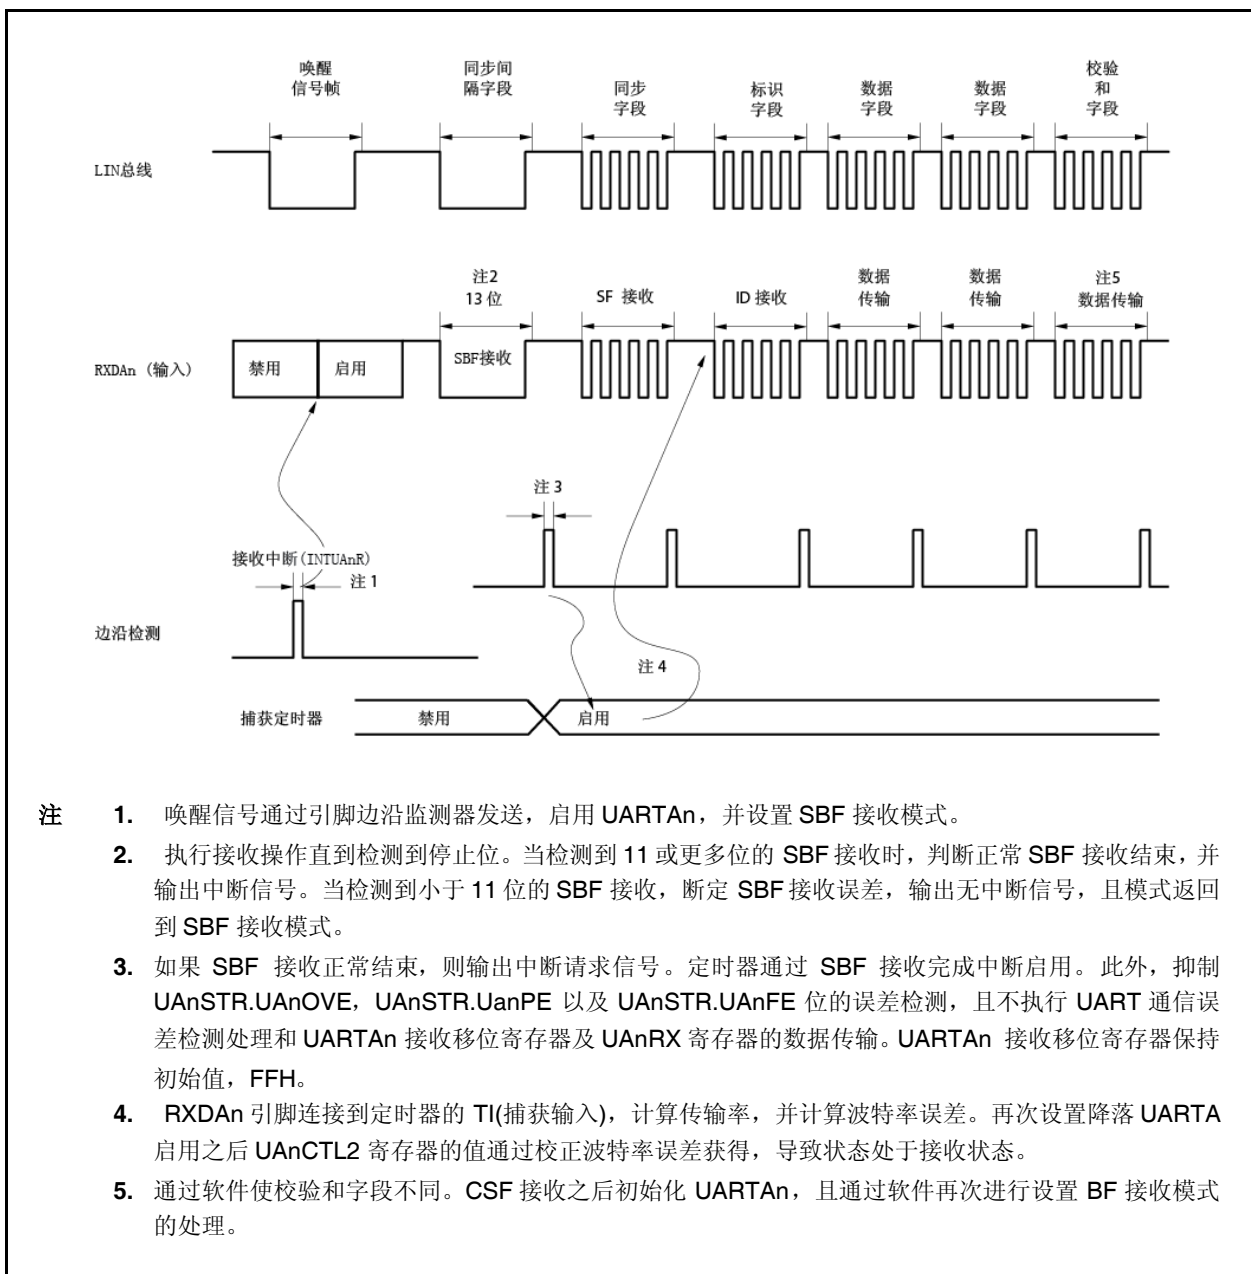 唤醒
信号帧
同步间
隔字段
同步
字段
标识
字段
数据
字段
数据
字段
校验
和
字段
LIN总线
注2
13 位
SF 接收
ID 接收
数据
传输
数据
传输
注5
数据传输
RXDAn (输入)
禁用
启用
SBF接收
注 3
接收中断(INTUAnR)
注 1
边沿检测
注 4
捕获定时器
禁用
启用
注 1. 唤醒信号通过引脚边沿监测器发送，启用 UARTAn，并设置 SBF 接收模式。
2. 执行接收操作直到检测到停止位。当检测到 11 或更多位的 SBF 接收时，判断正常 SBF 接收结束，并
输出中断信号。当检测到小于 11 位的 SBF 接收，断定 SBF 接收误差，输出无中断信号，且模式返回
到 SBF 接收模式。
3. 如果 SBF 接收正常结束，则输出中断请求信号。定时器通过 SBF 接收完成中断启用。此外，抑制
UAnSTR.UAnOVE，UAnSTR.UanPE 以及 UAnSTR.UAnFE 位的误差检测，且不执行 UART 通信误
差检测处理和 UARTAn 接收移位寄存器及 UAnRX 寄存器的数据传输。UARTAn 接收移位寄存器保持
初始值，FFH。
4. RXDAn 引脚连接到定时器的 TI(捕获输入)，计算传输率，并计算波特率误差。再次设置降落 UARTA
启用之后 UAnCTL2 寄存器的值通过校正波特率误差获得，导致状态处于接收状态。
5. 通过软件使校验和字段不同。CSF 接收之后初始化 UARTAn，且通过软件再次进行设置 BF 接收模式
的处理。